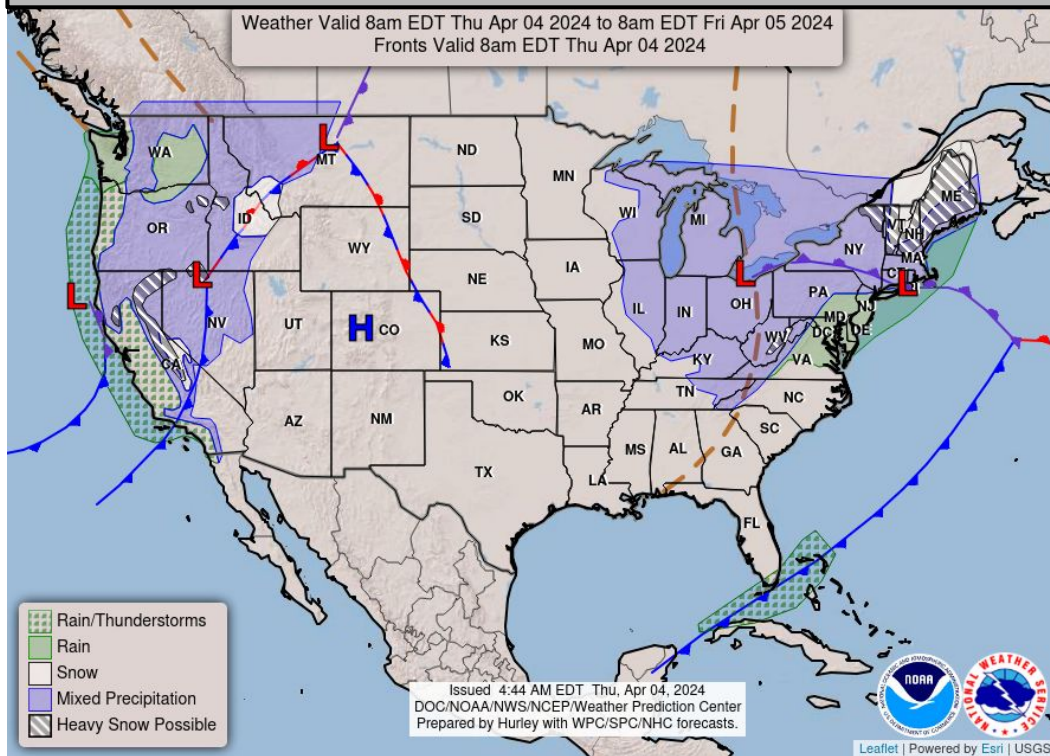 Weather Valid 8am EDT Thu Apr 04 2024 to 8am EDT Fri Apr 05 2024
Fronts Valid 8am EDT Thu Apr 04 2024
WA
L
MT
ND
MN
ME
OR
ID
SD
WI
MI
VT
NH
NY
MA
CT
L
L
WY
L
L
NE
IA
PA
NJ
OH
IL
IN
MD
DE
DC
WV
NV
UT
H
CO
KS
MO
KY
VA
CA
AZ
NM
OK
AR
TN
NC
SC
MS
AL
GA
TX
LA
FL
Rain/Thunderstorms
Rain
Snow
Mixed Precipitation
Heavy Snow Possible
Issued 4:44 AM EDT Thu, Apr 04, 2024
DOC/NOAA/NWS/NCEP/Weather Prediction Center
Prepared by Hurley with WPC/SPC/NHC forecasts.
NOAA
NATIONAL WEATHER SERVICE
Leaflet | Powered by Esri | USGS